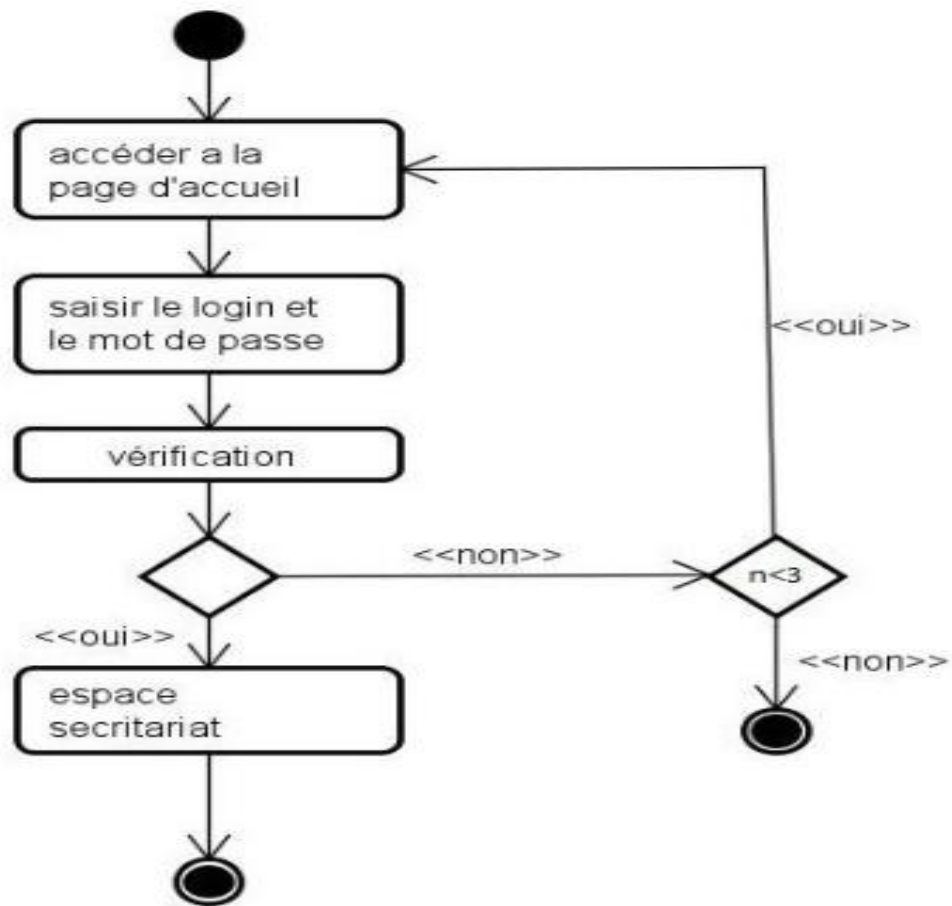 accéder a la
page d'accueil
saisir le login et
le mot de passe
<<oui>>
vérification
<<non>>
n<3
<<oui>>
<<non>>
espace
secritariat